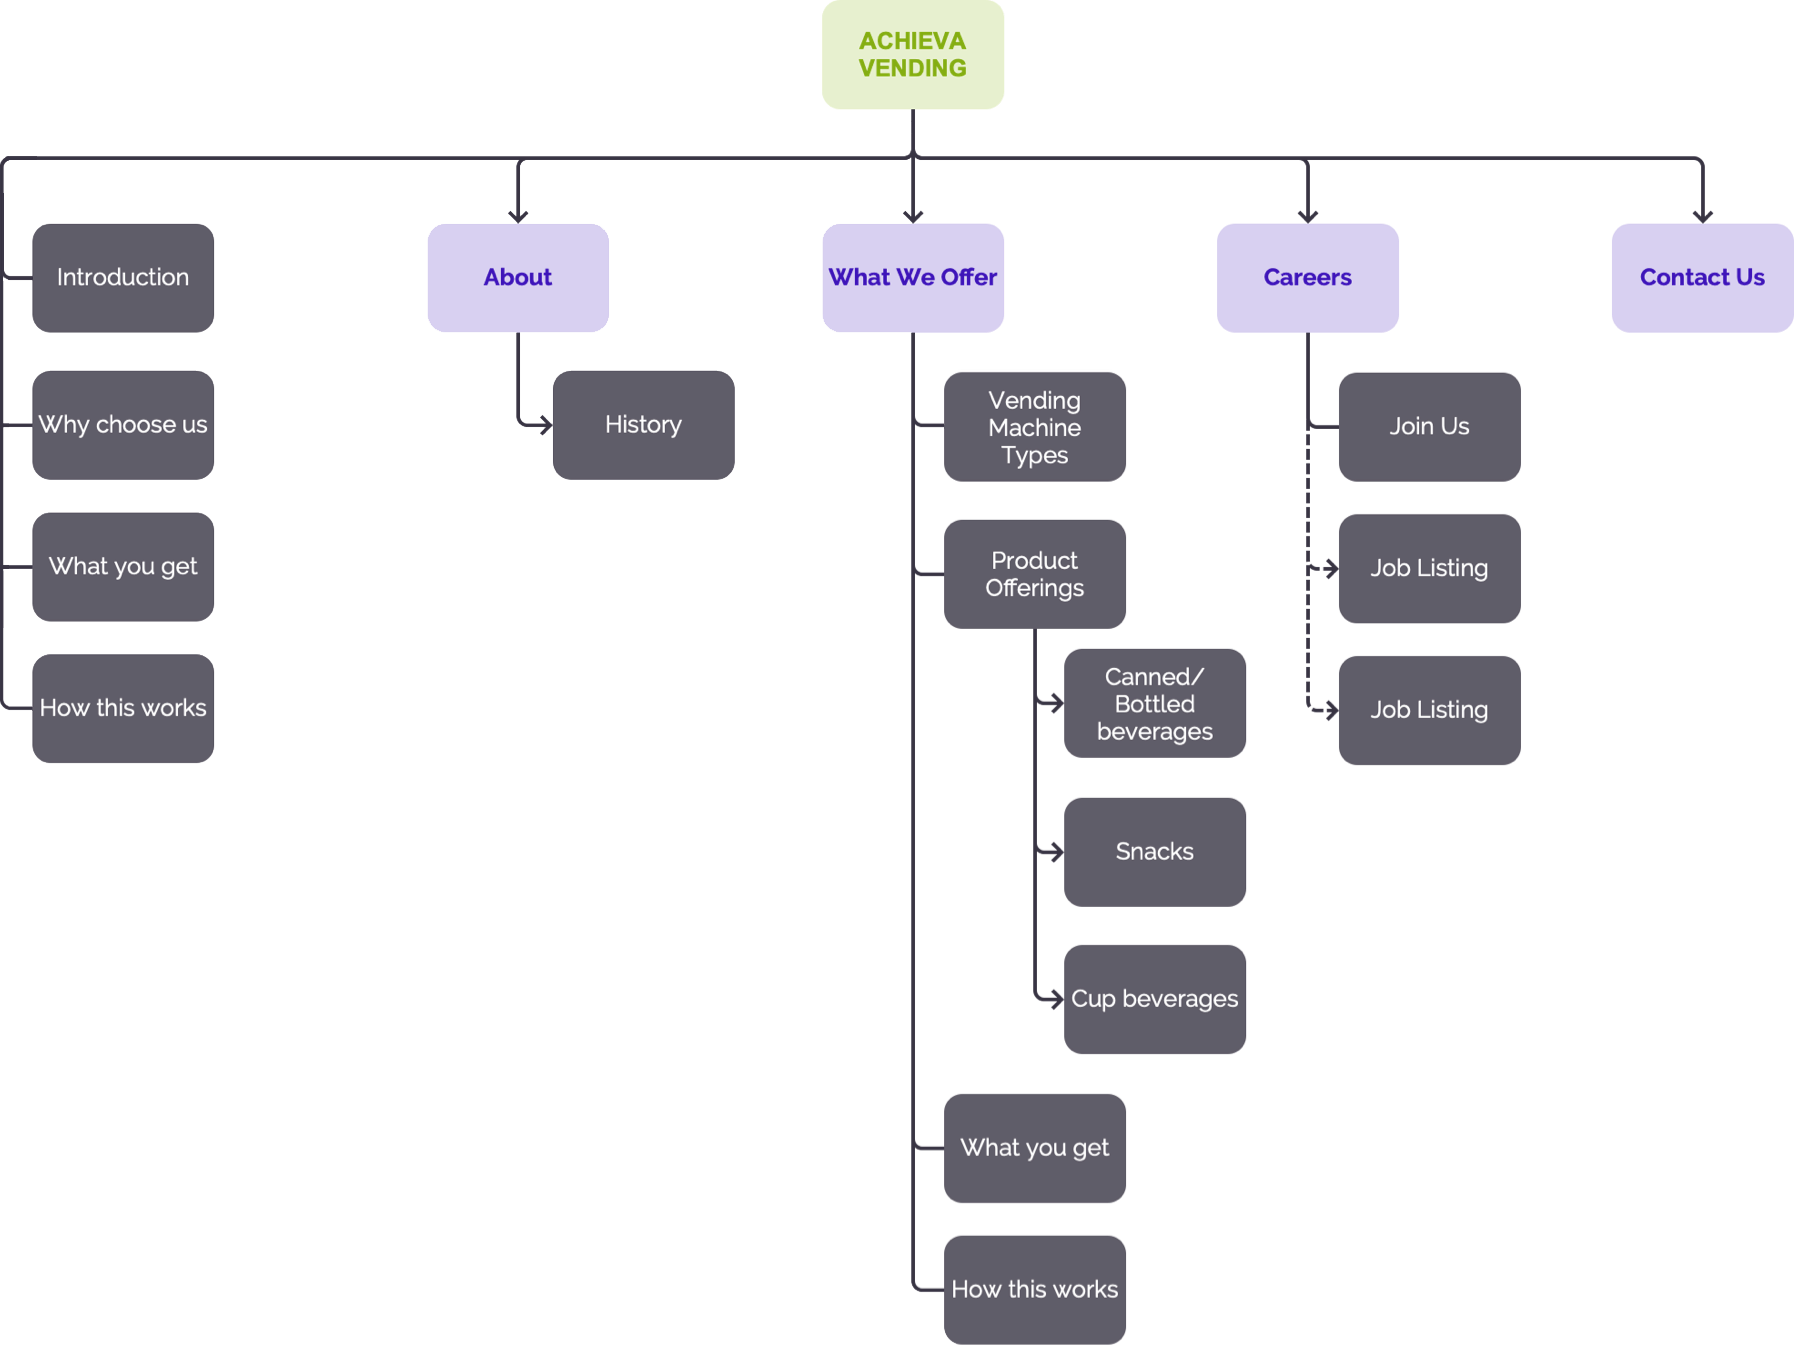 ACHIEVA
VENDING
Introduction
About
What We Offer
Careers
Contact Us
Why choose us
History
Vending
Machine
Types
Join Us
What you get
Product
Offerings
Job Listing
How this works
Canned/
Bottled
beverages
Job Listing
Snacks
Cup beverages
What you get
How this works